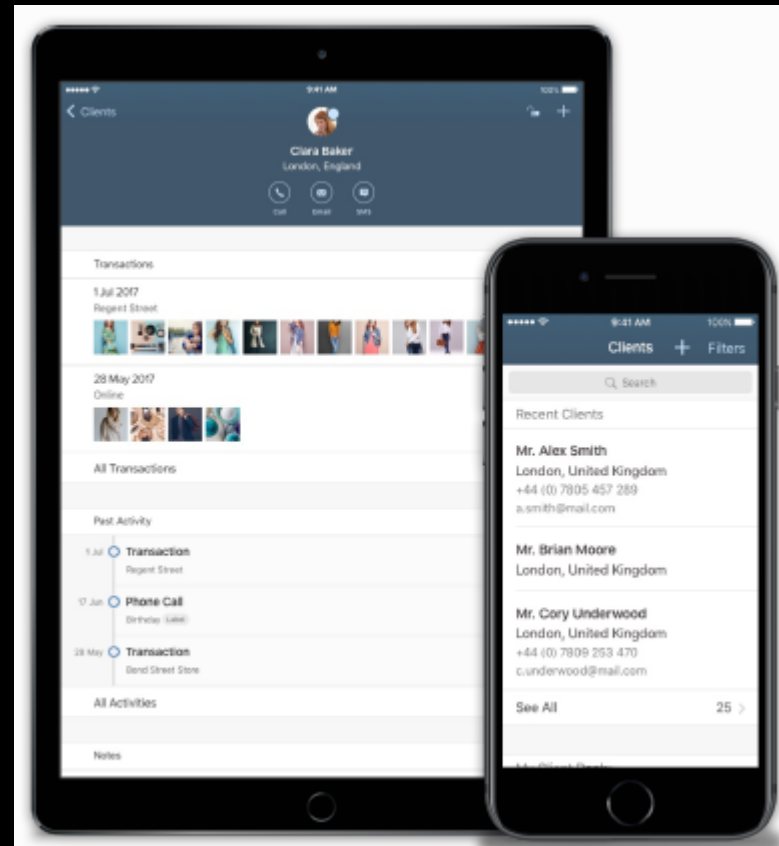 9:41 AM
100%
Clients
Clara Baker
London, England
Call
Email
SMS
Transactions
1 Jul 2017
Regent Street
28 May 2017
Online
All Transactions
Past Activity
1 Jul
Transaction
Regent Street
17 Jun
Phone Call
Birthday Label
28 May
Transaction
Bond Street Store
All Activities
Notes
9:41 AM
100%
Clients + Filters
Search
Recent Clients
Mr. Alex Smith
London, United Kingdom
+44 (0) 7805 457 289
a.smith@mail.com
Mr. Brian Moore
London, United Kingdom
Mr. Cory Underwood
London, United Kingdom
+44 (0) 7809 253 470
c.underwood@mail.com
See All 25 >